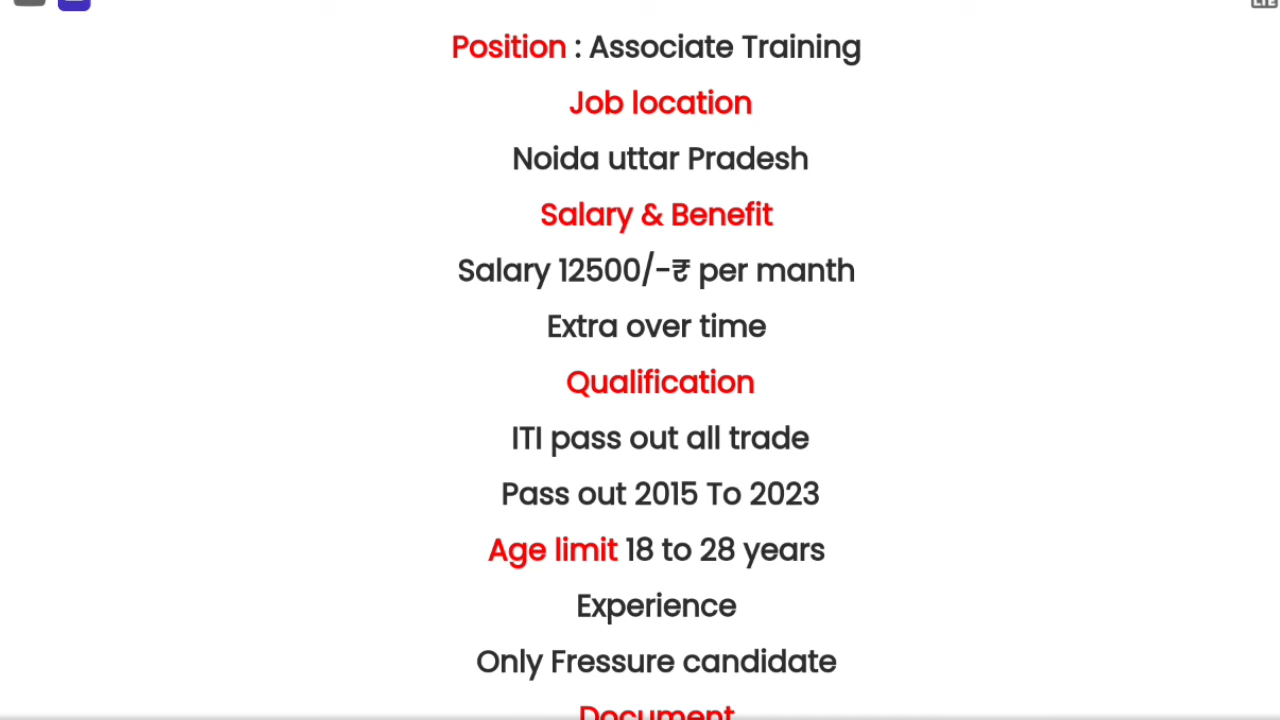 Position : Associate Training
Job location
Noida uttar Pradesh
Salary & Benefit
Salary 12500/-₹ per manth
Extra over time
Qualification
ITI pass out all trade
Pass out 2015 To 2023
Age limit 18 to 28 years
Experience
Only Fressure candidate
Document